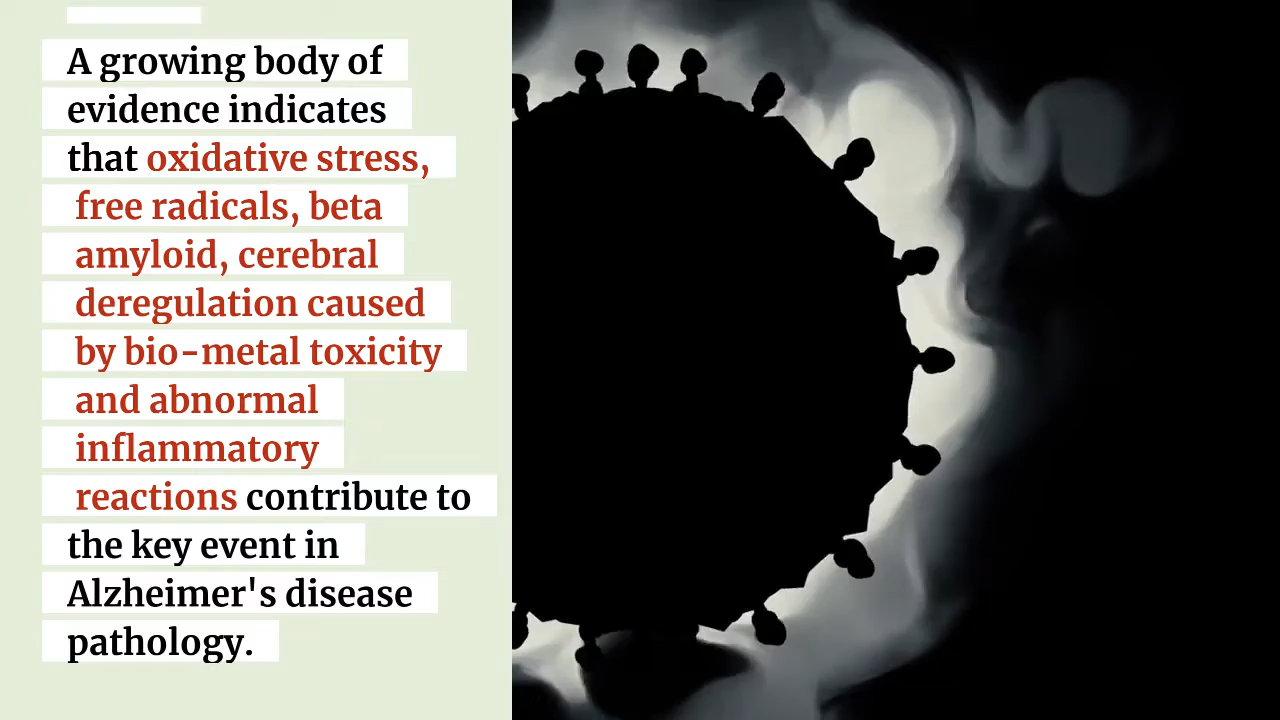 A growing body of
evidence indicates
that oxidative stress,
free radicals, beta
amyloid, cerebral
deregulation caused
by bio-metal toxicity
and abnormal
inflammatory
reactions contribute to
the key event in
Alzheimer's disease
pathology.